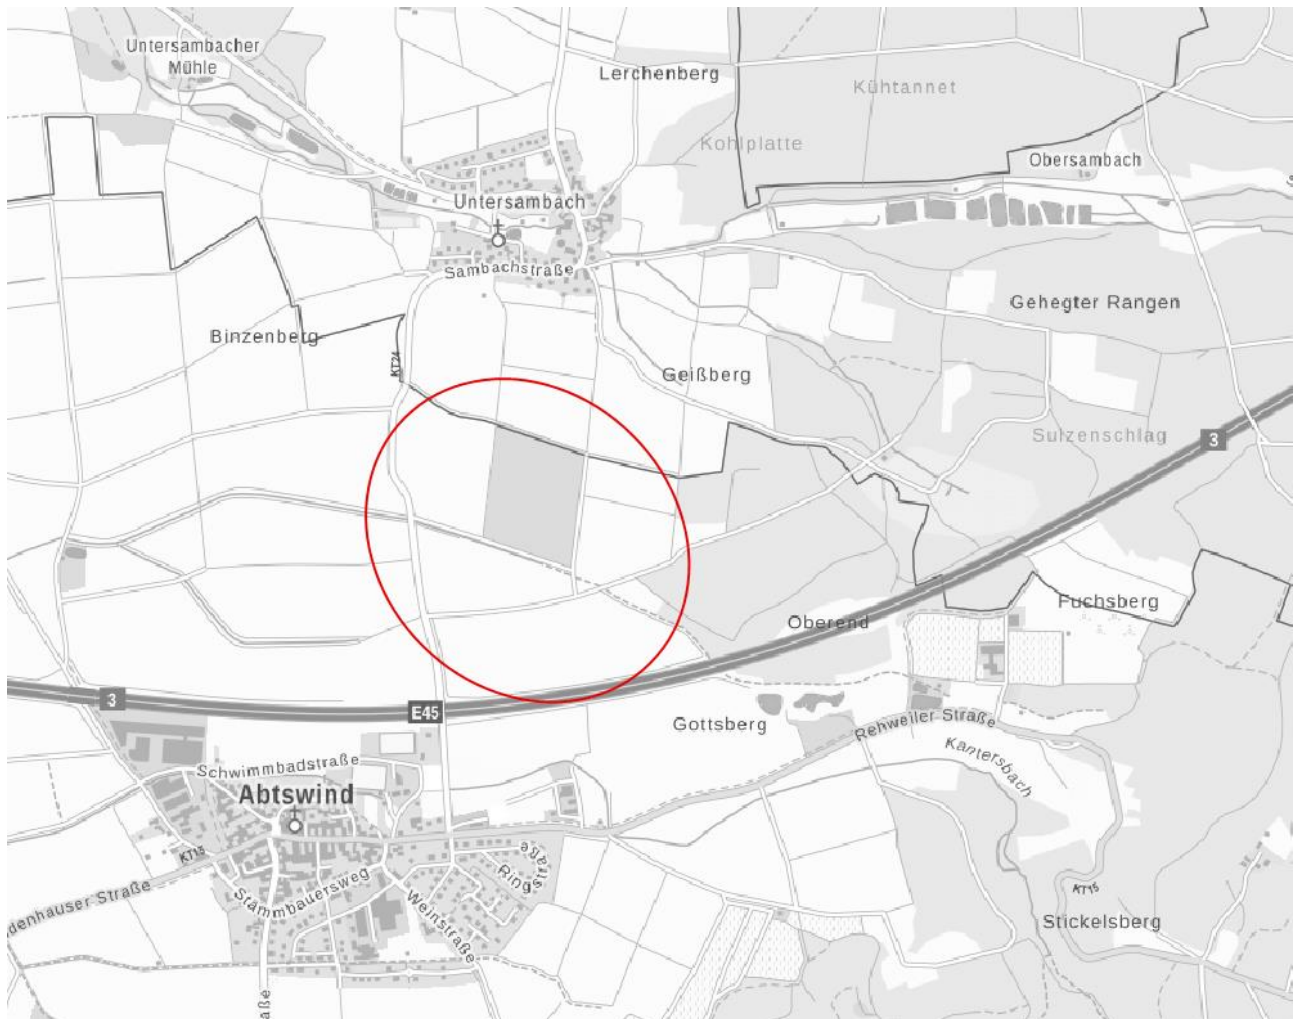 Untersambacher
Mühle
Lerchenberg
Kühtannet
Kohlplatte
Obersambach
Untersambach
Sambachstraße
Gehegter Rangen
Binzenberg
KT24
Geißberg
Sulzenschlag
3
Fuchsberg
Oberend
3
E45
Gottsberg
Rehweiler Straße
Kantersbach
Schwimmbadstraße
Abtswind
KT15
Ringstraße
denhauser Straße
Stammbauersweg
Weinstraße
KT15
Stickelsberg
aße